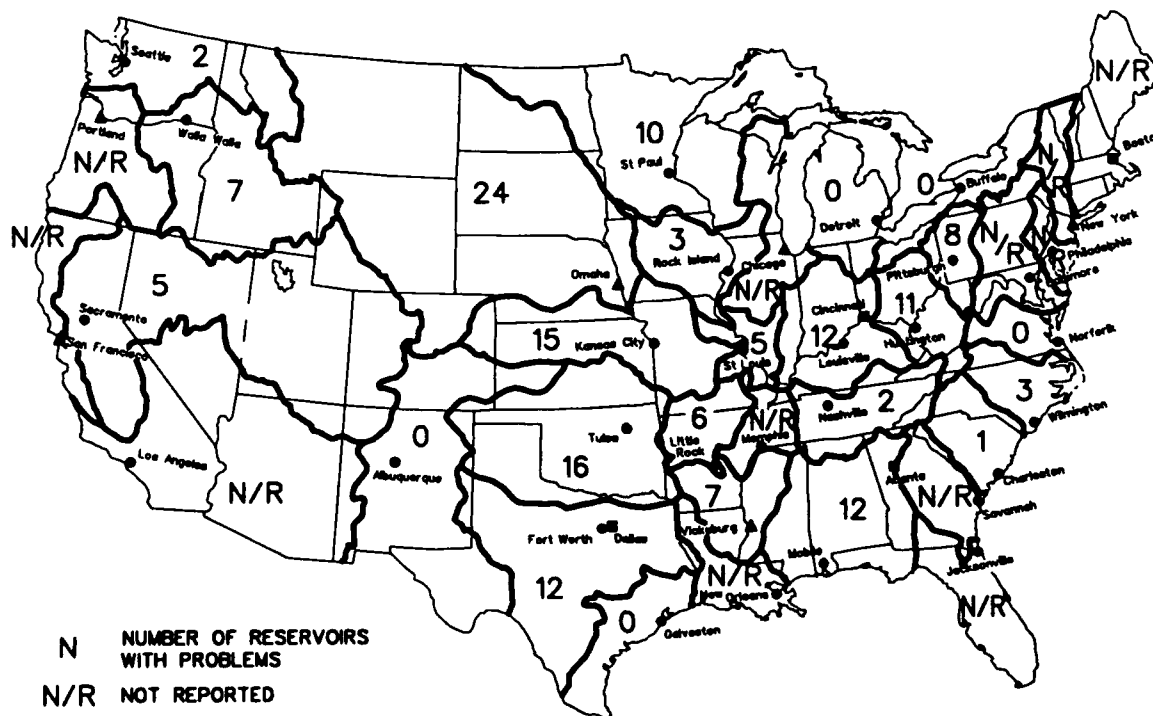 Seattle
2
N/R
Portland
Walla Walla
N/R
10
St Paul
Boston
N/R
7
24
0
0
Buffalo
N/R
Detroit
New York
3
Rock Island
Chicago
8
Pittsburgh
N/R
N/R
Philadelphia
5
Omaha
N/R
Cincinnati
11
Huntington
Sacramento
San Francisco
15
Kansas City
5
St Louis
12
Louisville
0
Norfolk
0
Albuquerque
Tulsa
16
6
Little Rock
N/R
Memphis
Nashville
2
3
Wilmington
1
Charleston
Los Angeles
N/R
7
Vicksburg
12
Atlanta
N/R
Savannah
Fort Worth
Dallas
Mobile
Jacksonville
12
N/R
New Orleans
N/R
0
Galveston
N NUMBER OF RESERVOIRS
WITH PROBLEMS
N/R NOT REPORTED